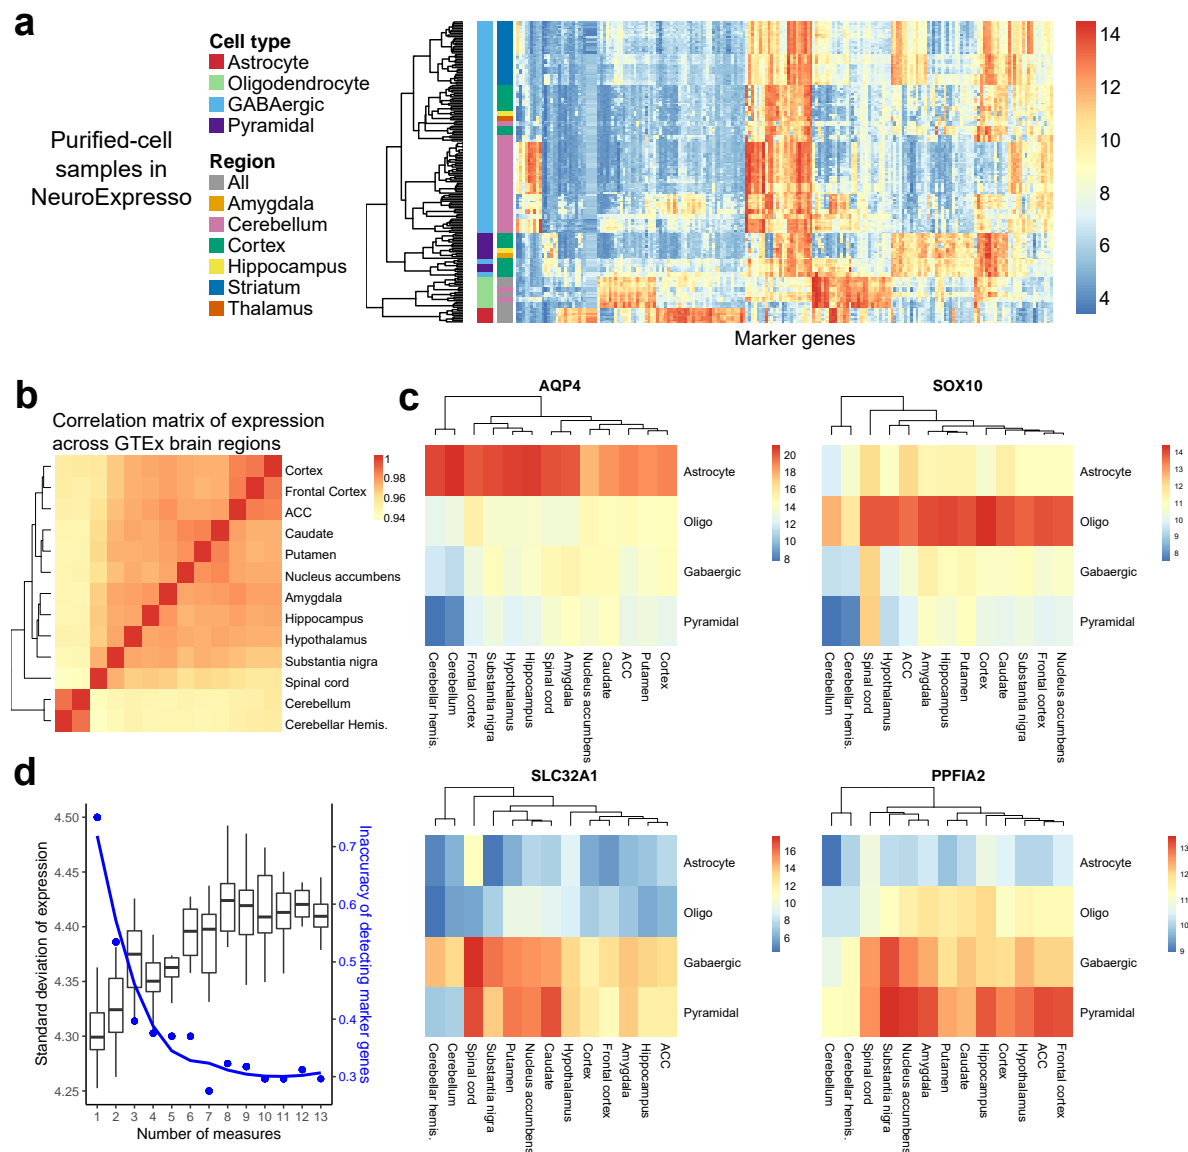 a
Purified-cell
samples in
NeuroExpresso
Cell type
Astrocyte
Oligodendrocyte
GABAergic
Pyramidal
Region
All
Amygdala
Cerebellum
Cortex
Hippocampus
Striatum
Thalamus
Marker genes
14
12
10
8
6
4
b
Correlation matrix of expression
across GTEx brain regions
Cortex
Frontal Cortex
ACC
Caudate
Putamen
Nucleus accumbens
Amygdala
Hippocampus
Hypothalamus
Substantia nigra
Spinal cord
Cerebellum
Cerebellar Hemis.
1
0.98
0.96
0.94
c
AQP4
Astrocyte
Oligo
Gabaergic
Pyramidal
Cerebellar hemis.
Cerebellum
Frontal cortex
Substantia nigra
Hypothalamus
Hippocampus
Spinal cord
Amygdala
Nucleus accumbens
Caudate
ACC
Putamen
Cortex
20
18
16
14
12
10
8
SOX10
Astrocyte
Oligo
Gabaergic
Pyramidal
Cerebellum
Cerebellar hemis.
Spinal cord
Hypothalamus
ACC
Amygdala
Hippocampus
Putamen
Cortex
Caudate
Substantia nigra
Frontal cortex
Nucleus accumbens
14
13
12
11
10
9
8
SLC32A1
Astrocyte
Oligo
Gabaergic
Pyramidal
Cerebellar hemis.
Cerebellum
Spinal cord
Substantia nigra
Putamen
Nucleus accumbens
Caudate
Hypothalamus
Cortex
Frontal cortex
Amygdala
Hippocampus
ACC
16
14
12
10
8
6
PPFIA2
Astrocyte
Oligo
Gabaergic
Pyramidal
Cerebellum
Cerebellar hemis.
Spinal cord
Substantia nigra
Nucleus accumbens
Amygdala
Putamen
Caudate
Hippocampus
Cortex
Hypothalamus
ACC
Frontal cortex
13
12
11
10
9
d
Standard deviation of expression
4.50
4.45
4.40
4.35
4.30
4.25
1 2 3 4 5 6 7 8 9 10 11 12 13
Number of measures
0.7
0.6
0.5
0.4
0.3
Inaccuracy of detecting marker genes